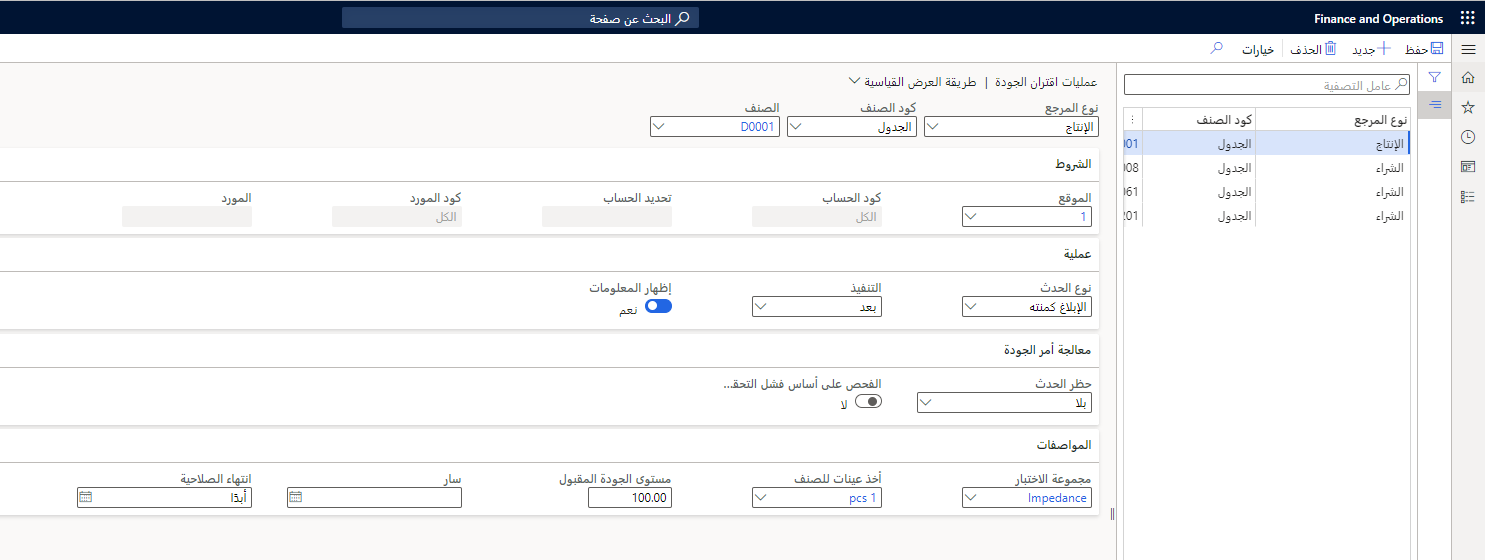 Finance and Operations
البحث عن صفحة
حفظ
جديد
الحذف
خيارات
عامل التصفية
نوع المرجع كود الصنف
الإنتاج الجدول 001
الشراء الجدول 008
الشراء الجدول 061
الشراء الجدول 201
عمليات اقتران الجودة | طريقة العرض القياسية
نوع المرجع كود الصنف الصنف
الإنتاج الجدول D0001
الشروط
الموقع كود الحساب تحديد الحساب كود المورد المورد
1 الكل الكل
عملية
نوع الحدث التنفيذ إظهار المعلومات
الإبلاغ كمنته بعد نعم
معالجة أمر الجودة
حظر الحدث الفحص على أساس فشل التحق...
بلا لا
المواصفات
مجموعة الاختبار أخذ عينات للصنف مستوى الجودة المقبول سار انتهاء الصلاحية
Impedance 1 pcs 100.00 أبدًا